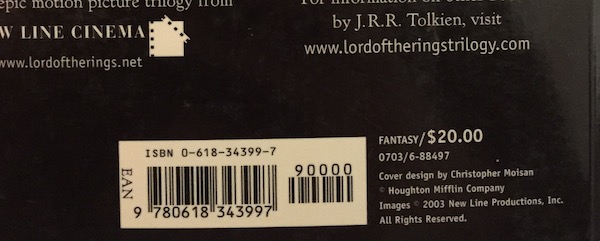 epic motion picture trilogy from
W LINE CINEMA
www.lordoftherings.net
by J.R.R. Tolkien, visit
www.lordoftheringstrilogy.com
ISBN 0-618-34399-7
90000
EAN
9 780618 343997
FANTASY/$20.00
0703/6-88497
Cover design by Christopher Moisan
© Houghton Mifflin Company
Images © 2003 New Line Productions, Inc.
All Rights Reserved.